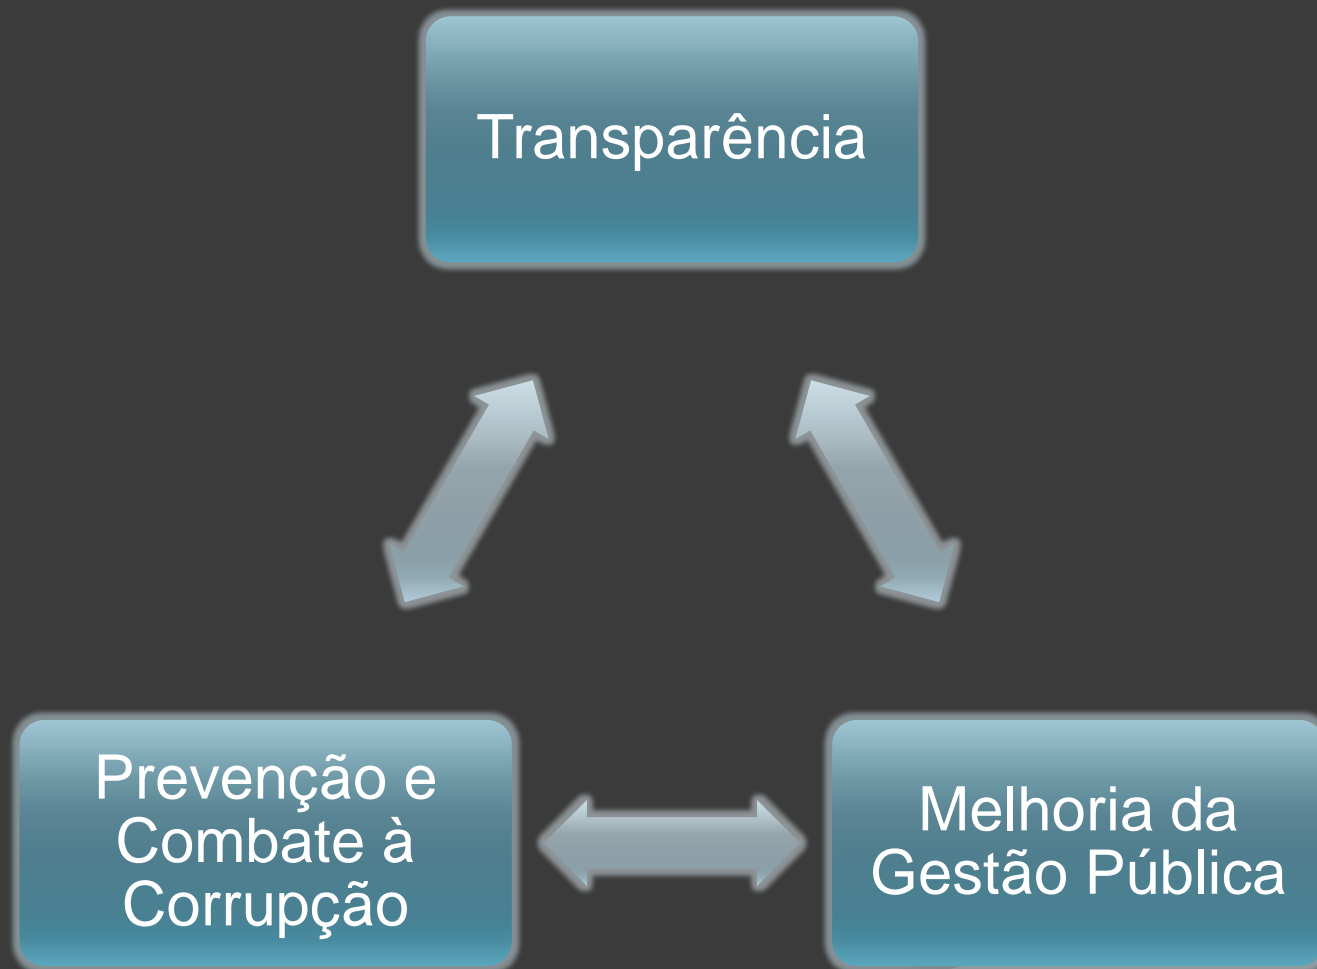 Transparência
Prevenção e
Combate à
Corrupção
Melhoria da
Gestão Pública